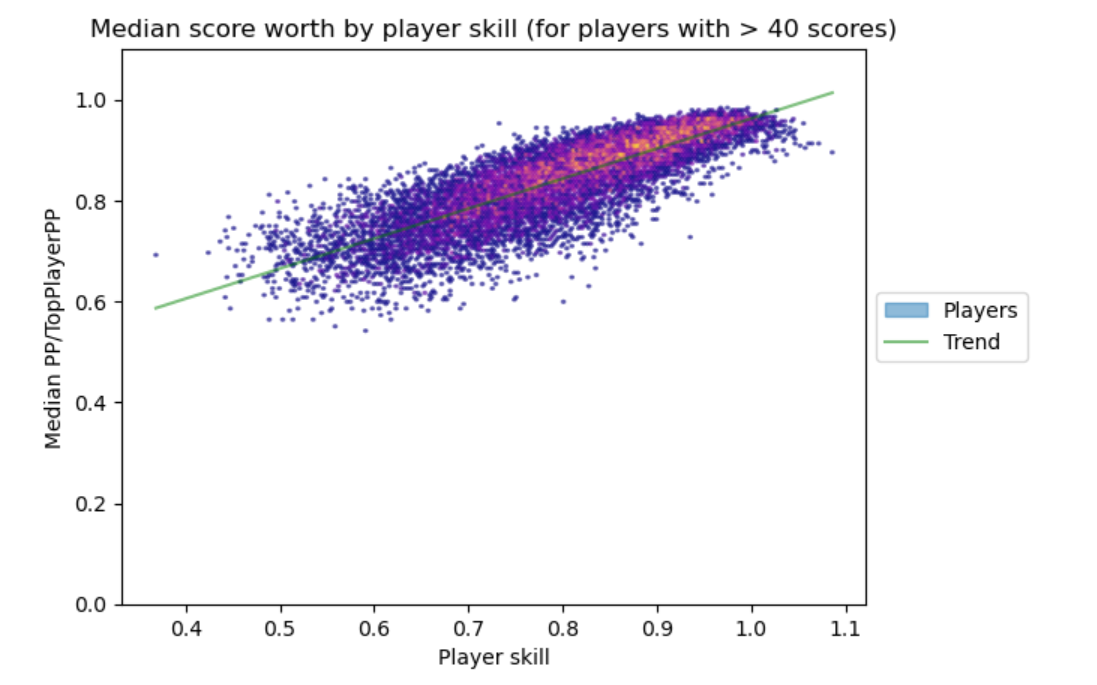 Median score worth by player skill (for players with > 40 scores)
1.0
0.8
0.6
0.4
0.2
0.0
Median PP/TopPlayerPP
0.4 0.5 0.6 0.7 0.8 0.9 1.0 1.1
Player skill
Players
Trend